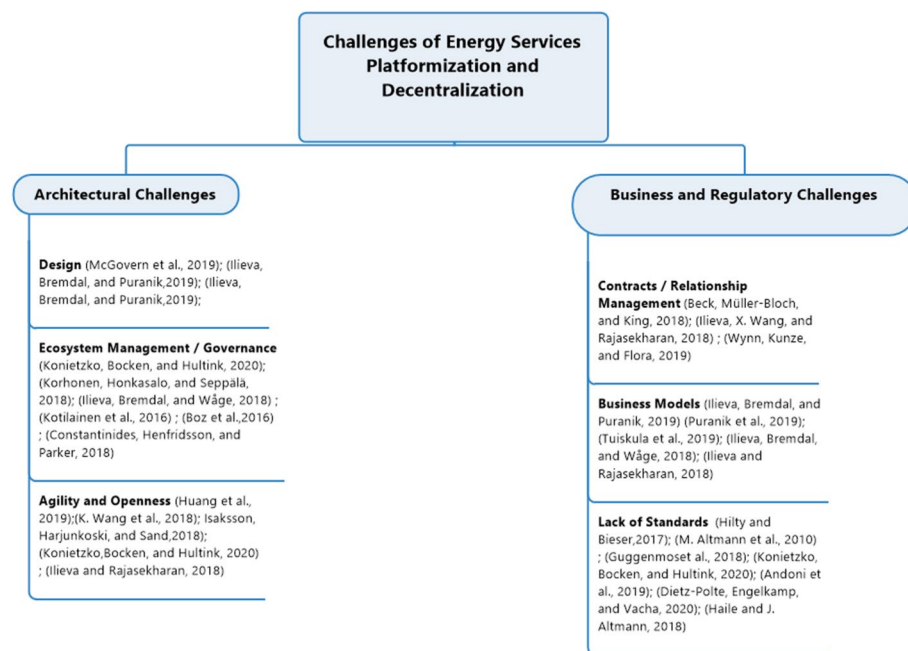 Challenges of Energy Services
Platformization and
Decentralization
Architectural Challenges
Design (McGovern et al., 2019); (Ilieva,
Bremdal, and Puranik,2019); (Ilieva,
Bremdal, and Puranik,2019);
Ecosystem Management / Governance
(Konietzko, Bocken, and Hultink, 2020);
(Korhonen, Honkasalo, and Seppälä,
2018); (Ilieva, Bremdal, and Wåge, 2018) ;
(Kotilainen et al., 2016) ; (Boz et al.,2016)
; (Constantinides, Henfridsson, and
Parker, 2018)
Agility and Openness (Huang et al.,
2019);(K. Wang et al., 2018); Isaksson,
Harjunkoski, and Sand,2018);
(Konietzko,Bocken, and Hultink, 2020)
; (Ilieva and Rajasekharan, 2018)
Business and Regulatory Challenges
Contracts / Relationship
Management (Beck, Müller-Bloch,
and King, 2018); (Ilieva, X. Wang, and
Rajasekharan, 2018) ; (Wynn, Kunze,
and Flora, 2019)
Business Models (Ilieva, Bremdal, and
Puranik, 2019) (Puranik et al., 2019);
(Tuiskula et al., 2019); (Ilieva, Bremdal,
and Wåge, 2018); (Ilieva and
Rajasekharan, 2018)
Lack of Standards (Hilty and
Bieser,2017); (M. Altmann et al., 2010)
; (Guggenmoset al., 2018); (Konietzko,
Bocken, and Hultink, 2020); (Andoni et
al., 2019); (Dietz-Polte, Engelkamp,
and Vacha, 2020); (Haile and J.
Altmann, 2018)